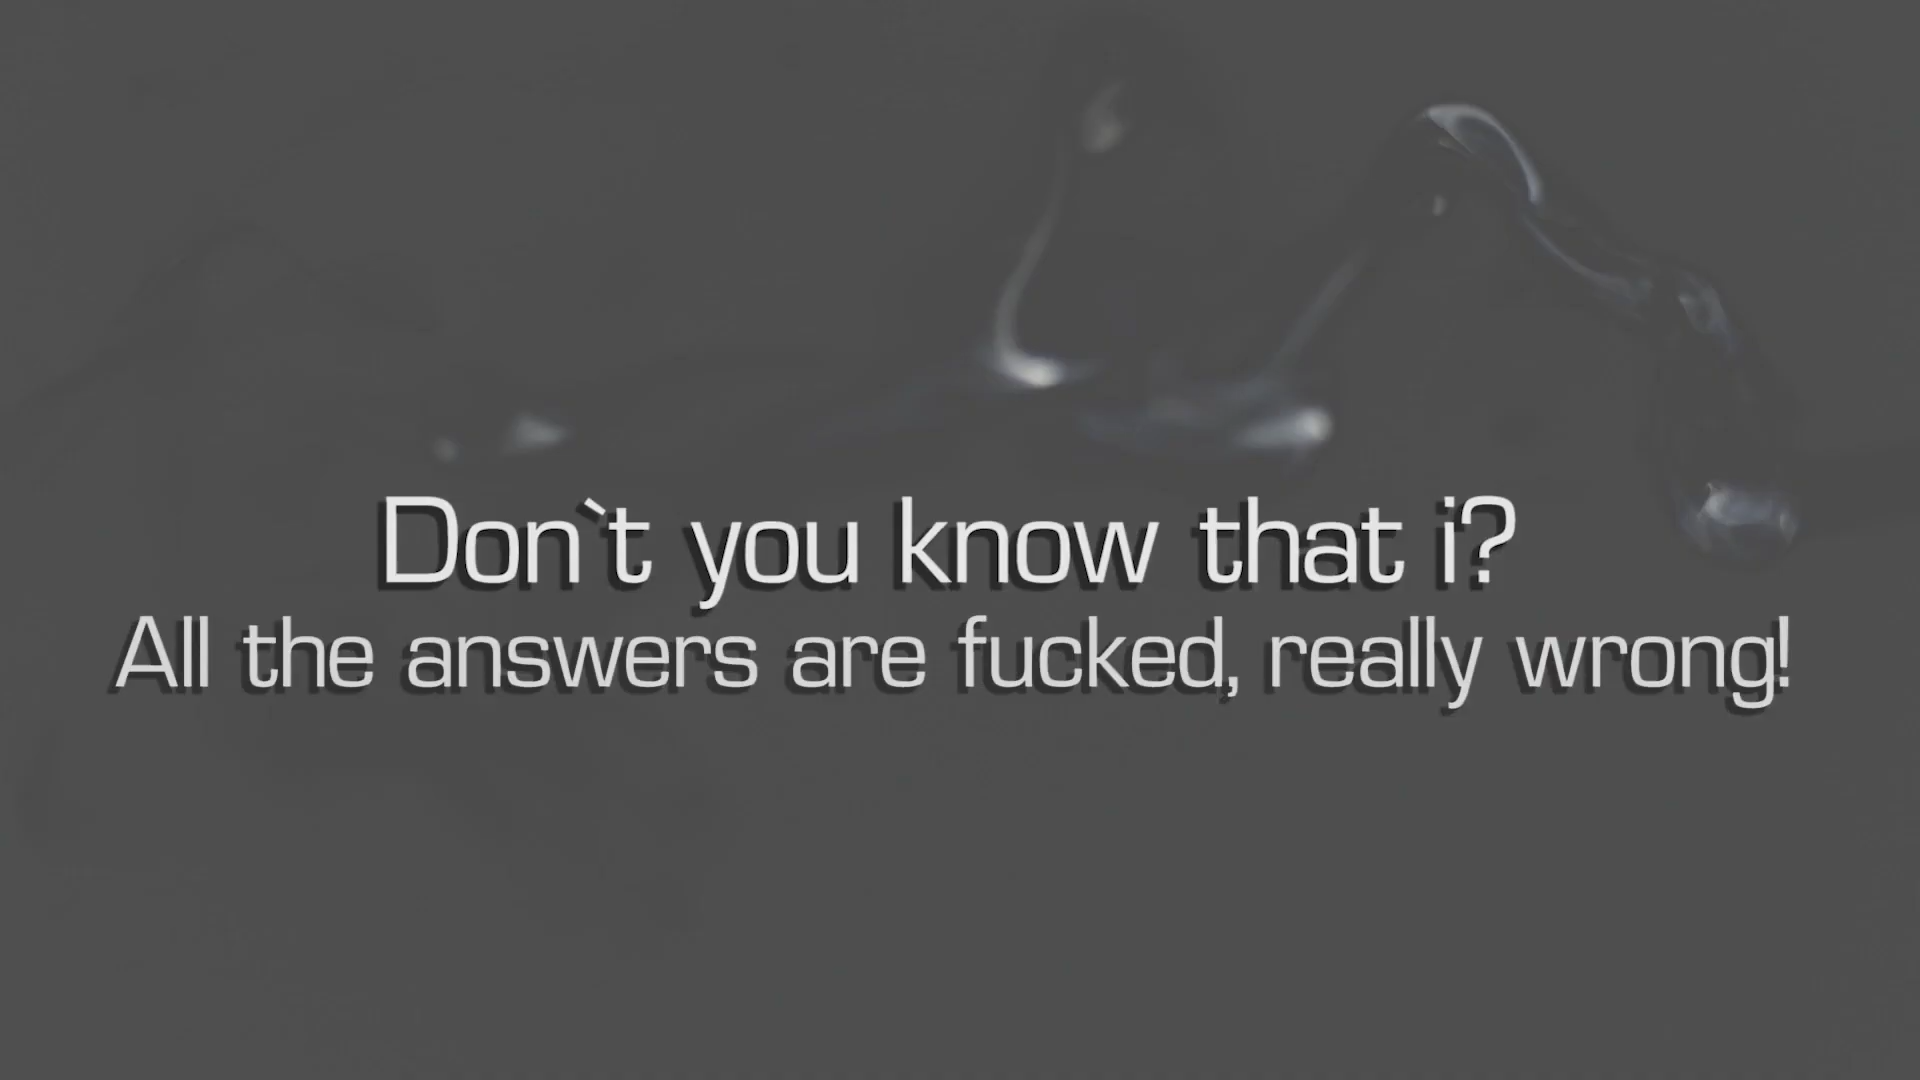 Don`t you know that i?
All the answers are fucked, really wrong!